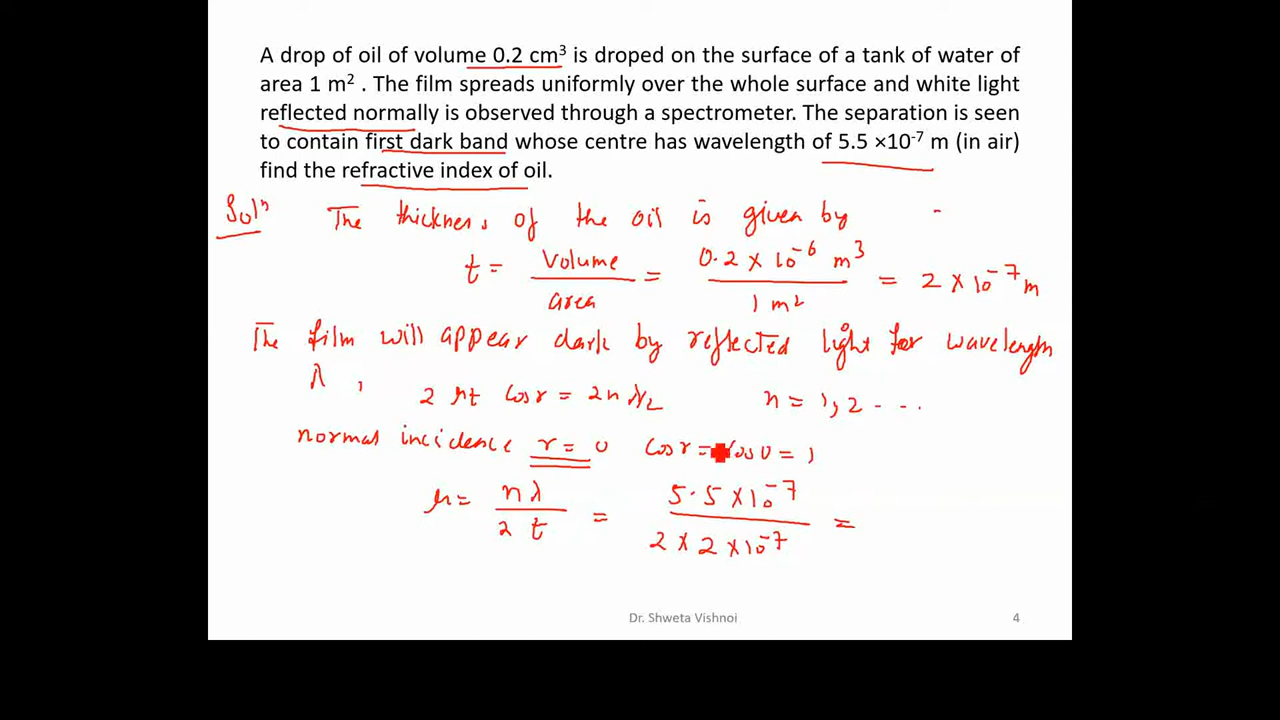 A drop of oil of volume 0.2 cm³ is droped on the surface of a tank of water of
area 1 m² . The film spreads uniformly over the whole surface and white light
reflected normally is observed through a spectrometer. The separation is seen
to contain first dark band whose centre has wavelength of 5.5 ×10⁻⁷ m (in air)
find the refractive index of oil.
Solⁿ The thickness of the oil is given by
t = volume / area = 0.2 × 10⁻⁶ m³ / 1 m² = 2 × 10⁻⁷ m
The film will appear dark by reflected light for wavelength
λ , 2 μt cos r = 2n λ/2 n = 1, 2 - - ..
normal incidence r = 0 cos r = cos 0 = 1
μ = nλ / 2 t = 5.5 × 10⁻⁷ / 2 × 2 × 10⁻⁷ =
Dr. Shweta Vishnoi 4